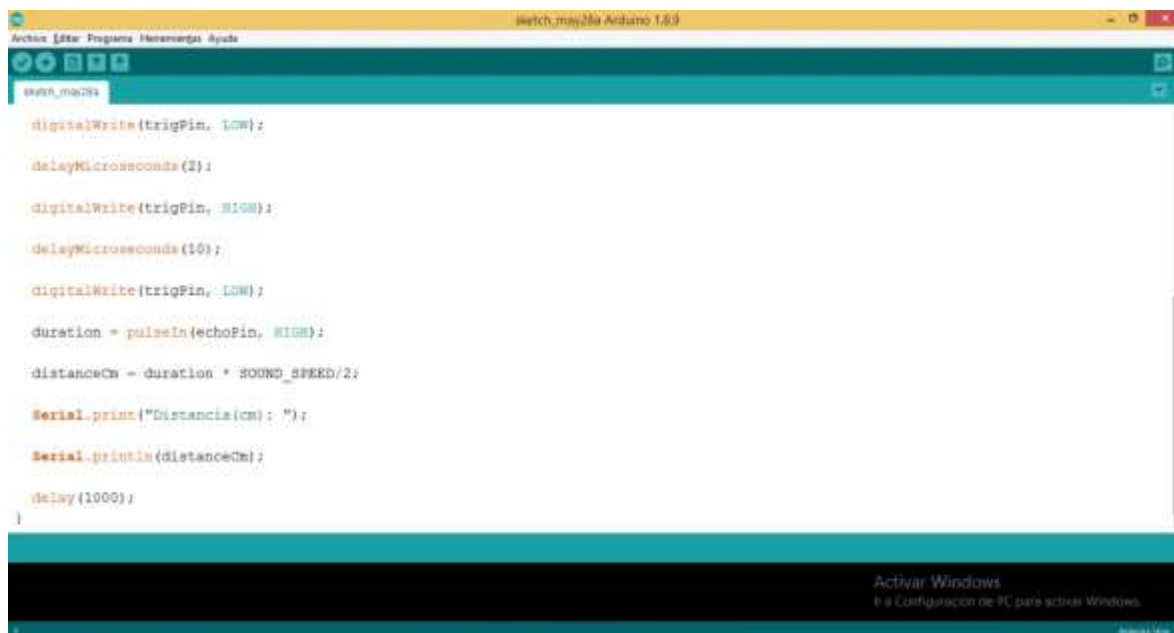 sketch_may28a Arduino 1.8.9
Archivo Editar Programa Herramientas Ayuda
sketch_may28a
digitalWrite(trigPin, LOW);
delayMicroseconds(2);
digitalWrite(trigPin, HIGH);
delayMicroseconds(10);
digitalWrite(trigPin, LOW);
duration = pulseIn(echoPin, HIGH);
distanceCm = duration * SOUND_SPEED/2;
Serial.print("Distancia(cm): ");
Serial.println(distanceCm);
delay(1000);
}
Activar Windows
Ir a Configuración de PC para activar Windows.